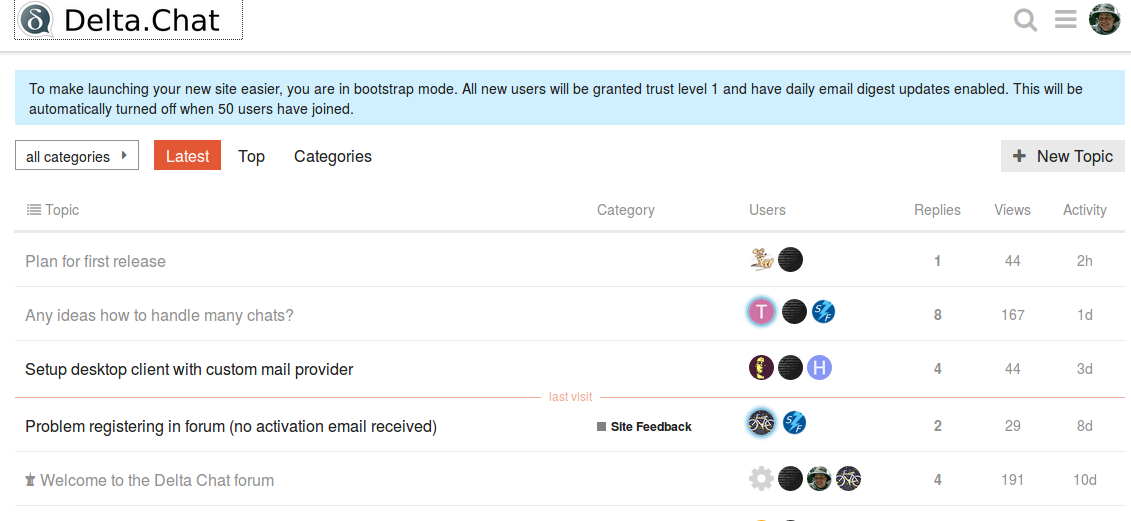 δ Delta.Chat
To make launching your new site easier, you are in bootstrap mode. All new users will be granted trust level 1 and have daily email digest updates enabled. This will be
automatically turned off when 50 users have joined.
all categories Latest Top Categories + New Topic
Topic Category Users Replies Views Activity
Plan for first release 1 44 2h
Any ideas how to handle many chats? T SF 8 167 1d
Setup desktop client with custom mail provider H 4 44 3d
last visit
Problem registering in forum (no activation email received) Site Feedback SF 2 29 8d
Welcome to the Delta Chat forum 4 191 10d